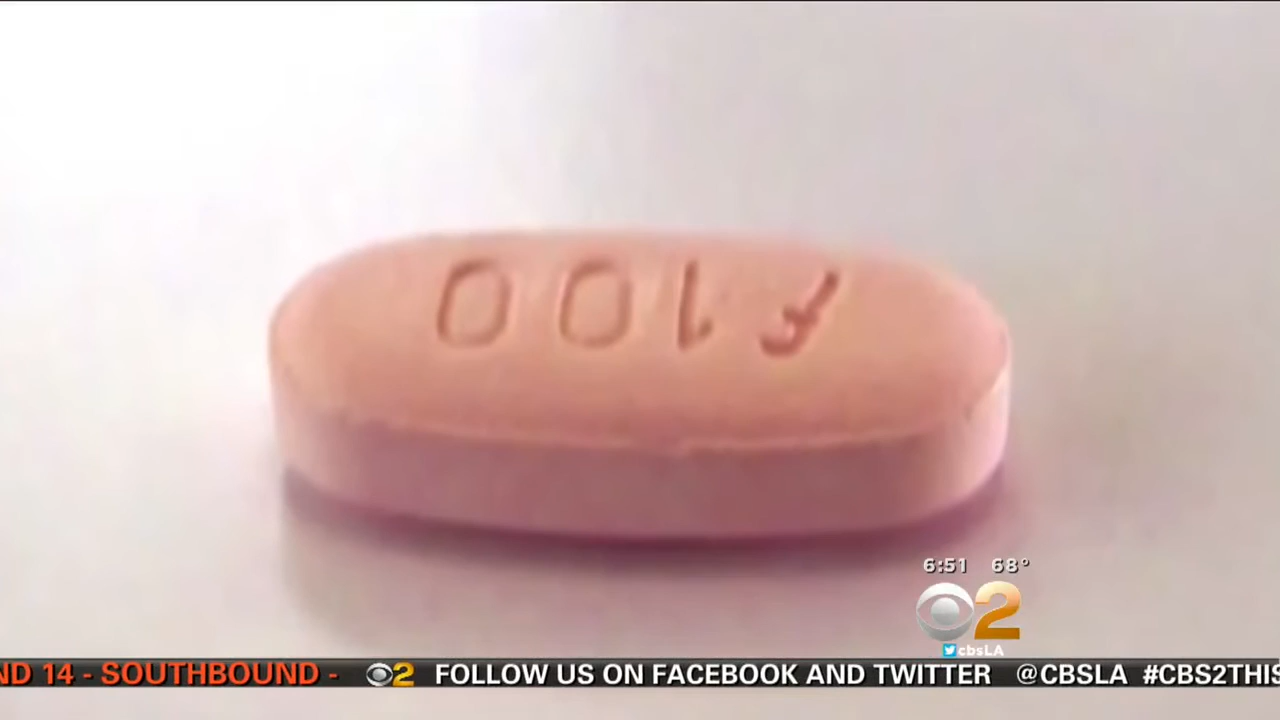 f100
6:51 68°
2
cbsLA
ND 14 - SOUTHBOUND - 2 FOLLOW US ON FACEBOOK AND TWITTER @CBSLA #CBS2THIS